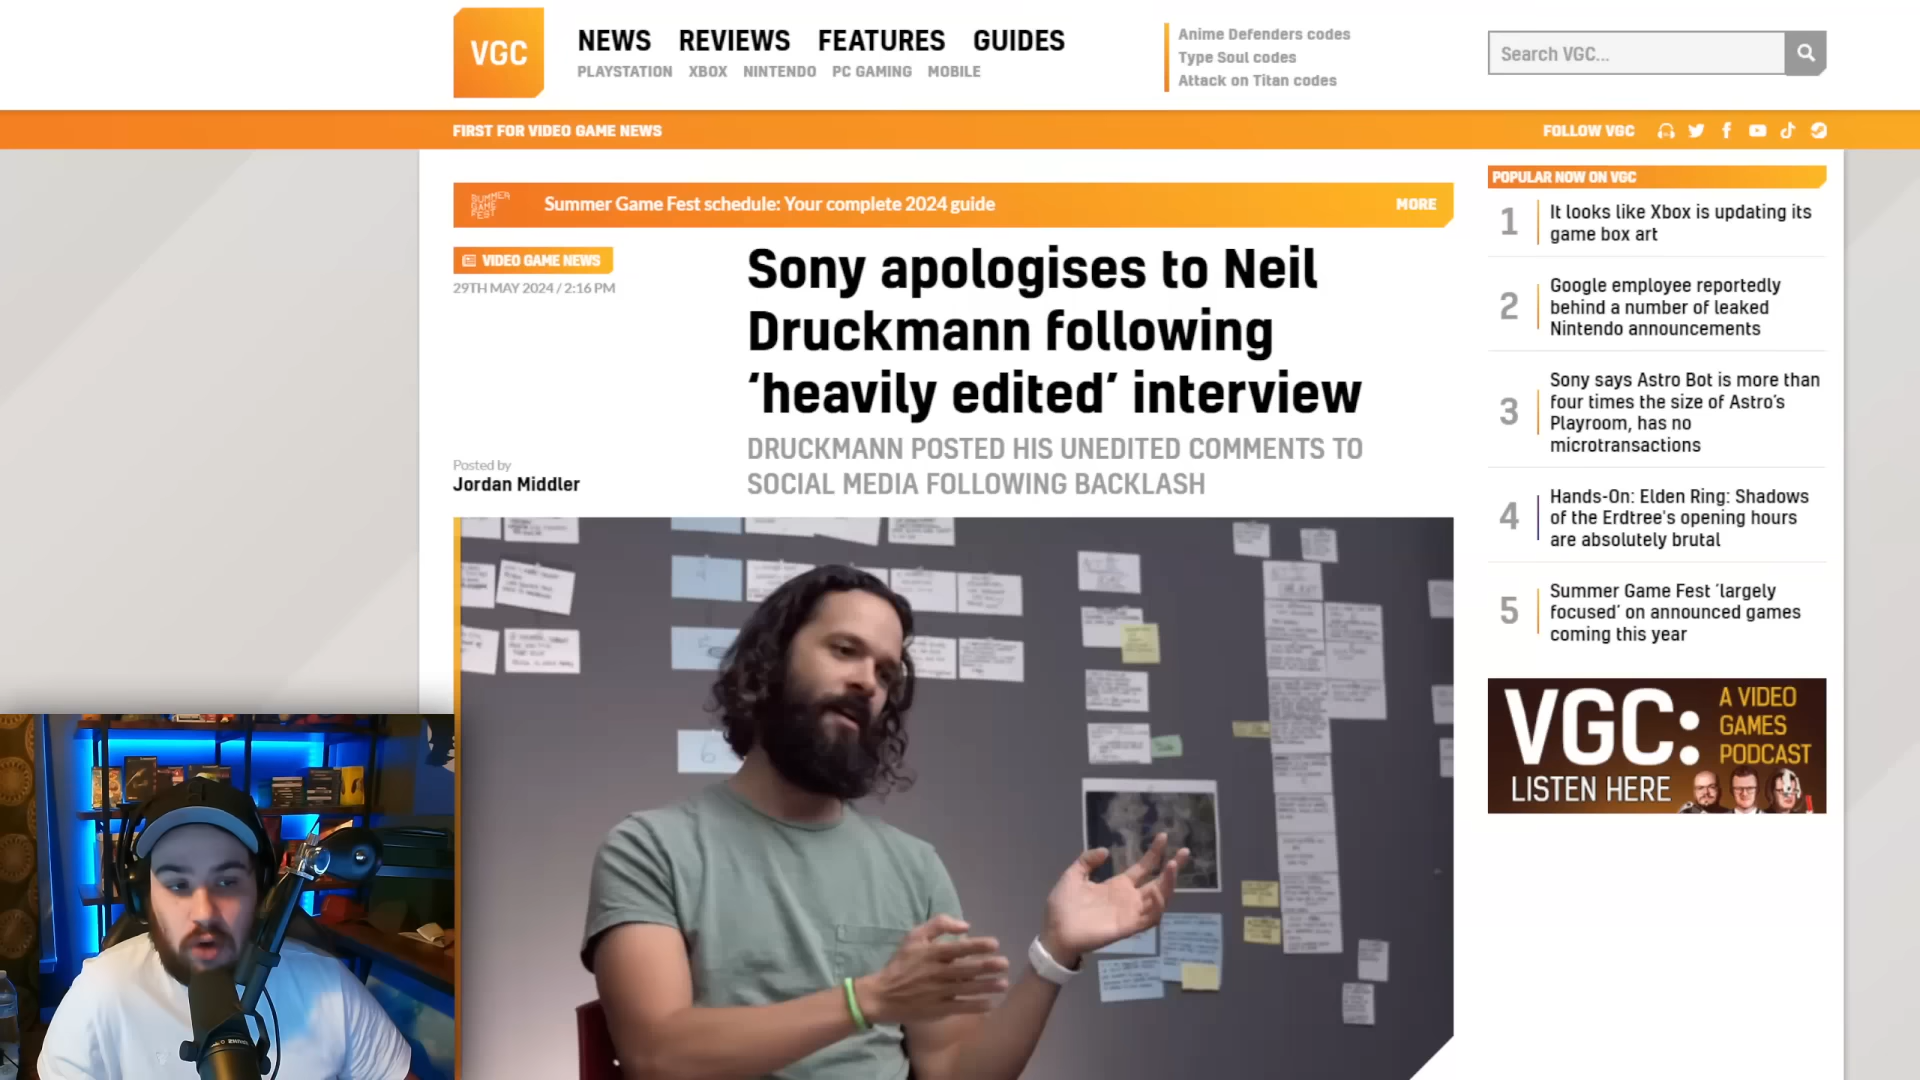 VGC
NEWS REVIEWS FEATURES GUIDES
PLAYSTATION XBOX NINTENDO PC GAMING MOBILE
Anime Defenders codes
Type Soul codes
Attack on Titan codes
Search VGC...
FIRST FOR VIDEO GAME NEWS
FOLLOW VGC
SUMMER
GAME
FEST
Summer Game Fest schedule: Your complete 2024 guide
MORE
VIDEO GAME NEWS
29TH MAY 2024 / 2:16 PM
Posted by
Jordan Middler
Sony apologises to Neil
Druckmann following
‘heavily edited’ interview
DRUCKMANN POSTED HIS UNEDITED COMMENTS TO
SOCIAL MEDIA FOLLOWING BACKLASH
POPULAR NOW ON VGC
1
It looks like Xbox is updating its
game box art
2
Google employee reportedly
behind a number of leaked
Nintendo announcements
3
Sony says Astro Bot is more than
four times the size of Astro’s
Playroom, has no
microtransactions
4
Hands-On: Elden Ring: Shadows
of the Erdtree's opening hours
are absolutely brutal
5
Summer Game Fest ‘largely
focused’ on announced games
coming this year
VGC:
A VIDEO
GAMES
PODCAST
LISTEN HERE
6